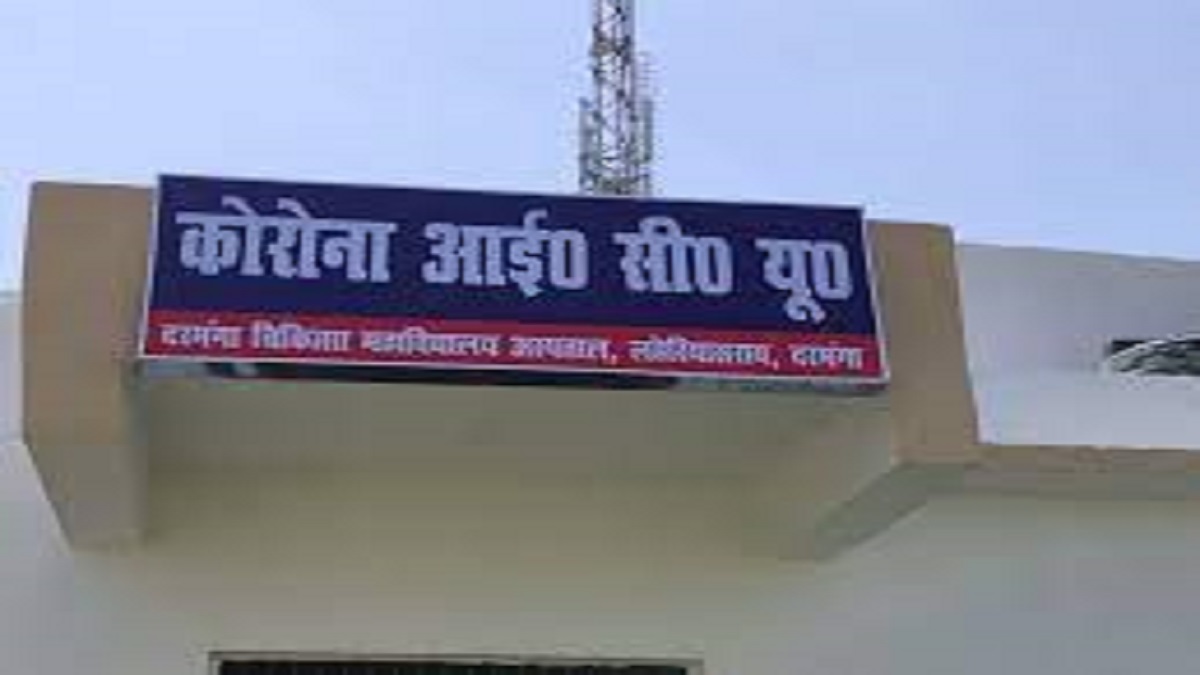 कोरोना आई० सी० यू०
दरभंगा चिकित्सा महाविद्यालय अस्पताल, लहेरियासराय, दरभंगा